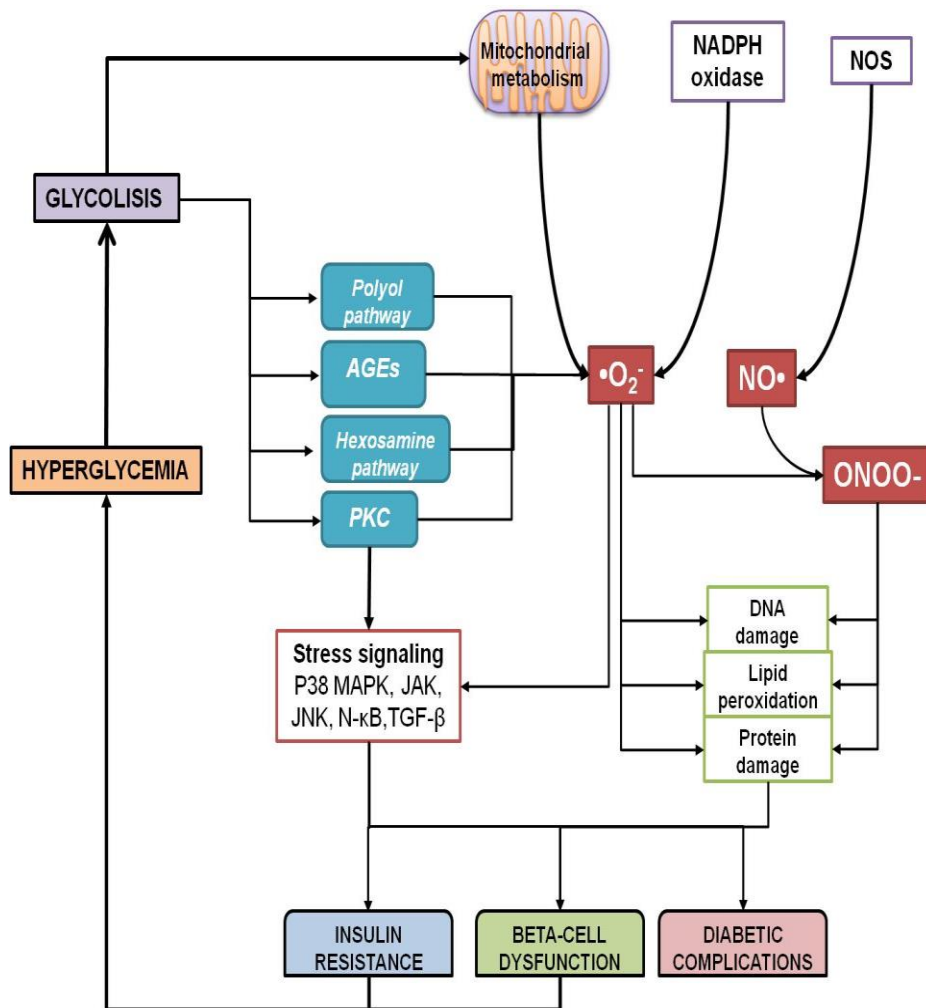 Mitochondrial
metabolism
NADPH
oxidase
NOS
GLYCOLISIS
Polyol
pathway
AGEs
•O₂⁻
NO•
Hexosamine
pathway
HYPERGLYCEMIA
ONOO-
PKC
DNA
damage
Stress signaling
P38 MAPK, JAK,
JNK, N-κB,TGF-β
Lipid
peroxidation
Protein
damage
INSULIN
RESISTANCE
BETA-CELL
DYSFUNCTION
DIABETIC
COMPLICATIONS